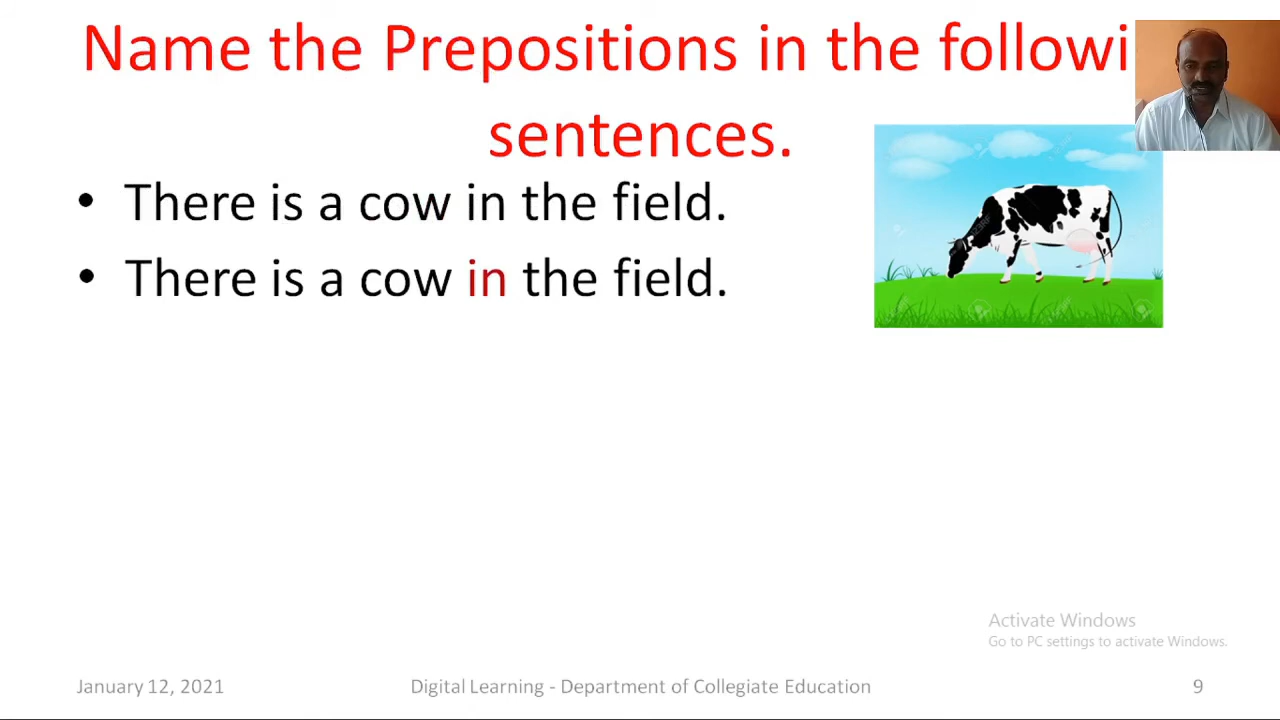 Name the Prepositions in the followi
sentences.
• There is a cow in the field.
• There is a cow in the field.
Activate Windows
Go to PC settings to activate Windows.
January 12, 2021
Digital Learning - Department of Collegiate Education
9